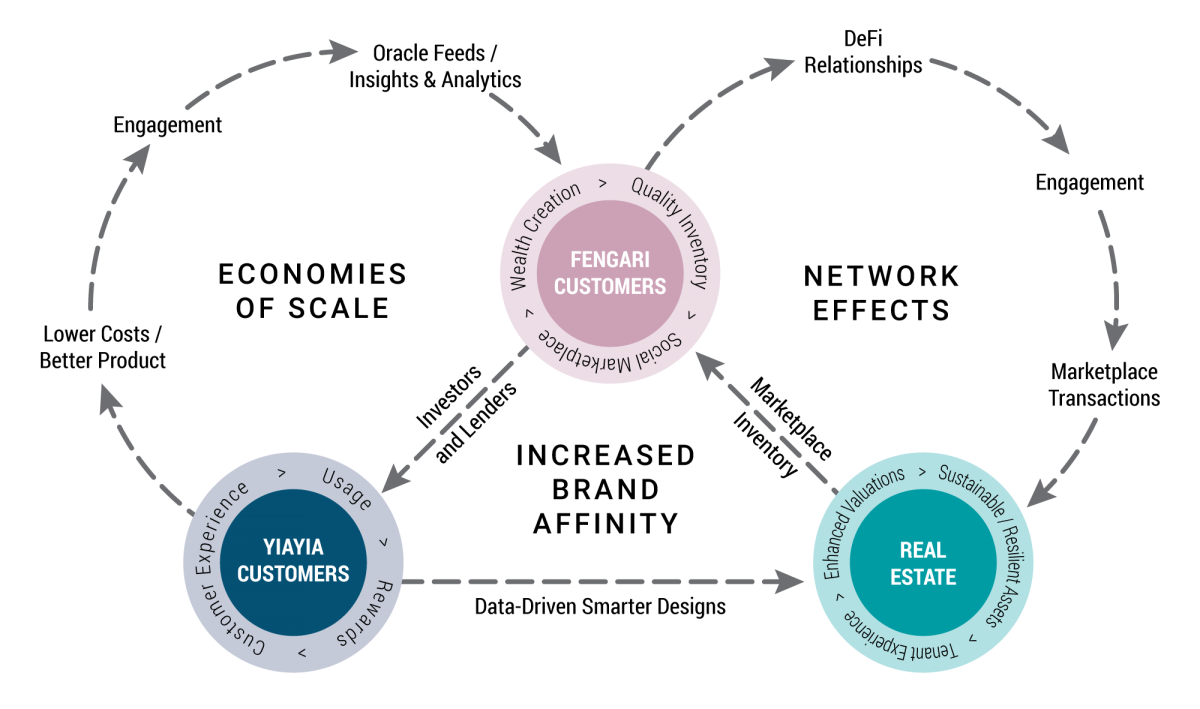 Oracle Feeds /
Insights & Analytics
DeFi
Relationships
Engagement
Engagement
Wealth Creation > Quality Inventory > Social Marketplace >
FENGARI
CUSTOMERS
ECONOMIES
OF SCALE
NETWORK
EFFECTS
Lower Costs /
Better Product
Marketplace
Transactions
Investors
and Lenders
Marketplace
Inventory
INCREASED
BRAND
AFFINITY
Customer Experience > Usage > Rewards >
YIAYIA
CUSTOMERS
Enhanced Valuations > Sustainable / Resilient Assets > Tenant Experience >
REAL
ESTATE
Data-Driven Smarter Designs